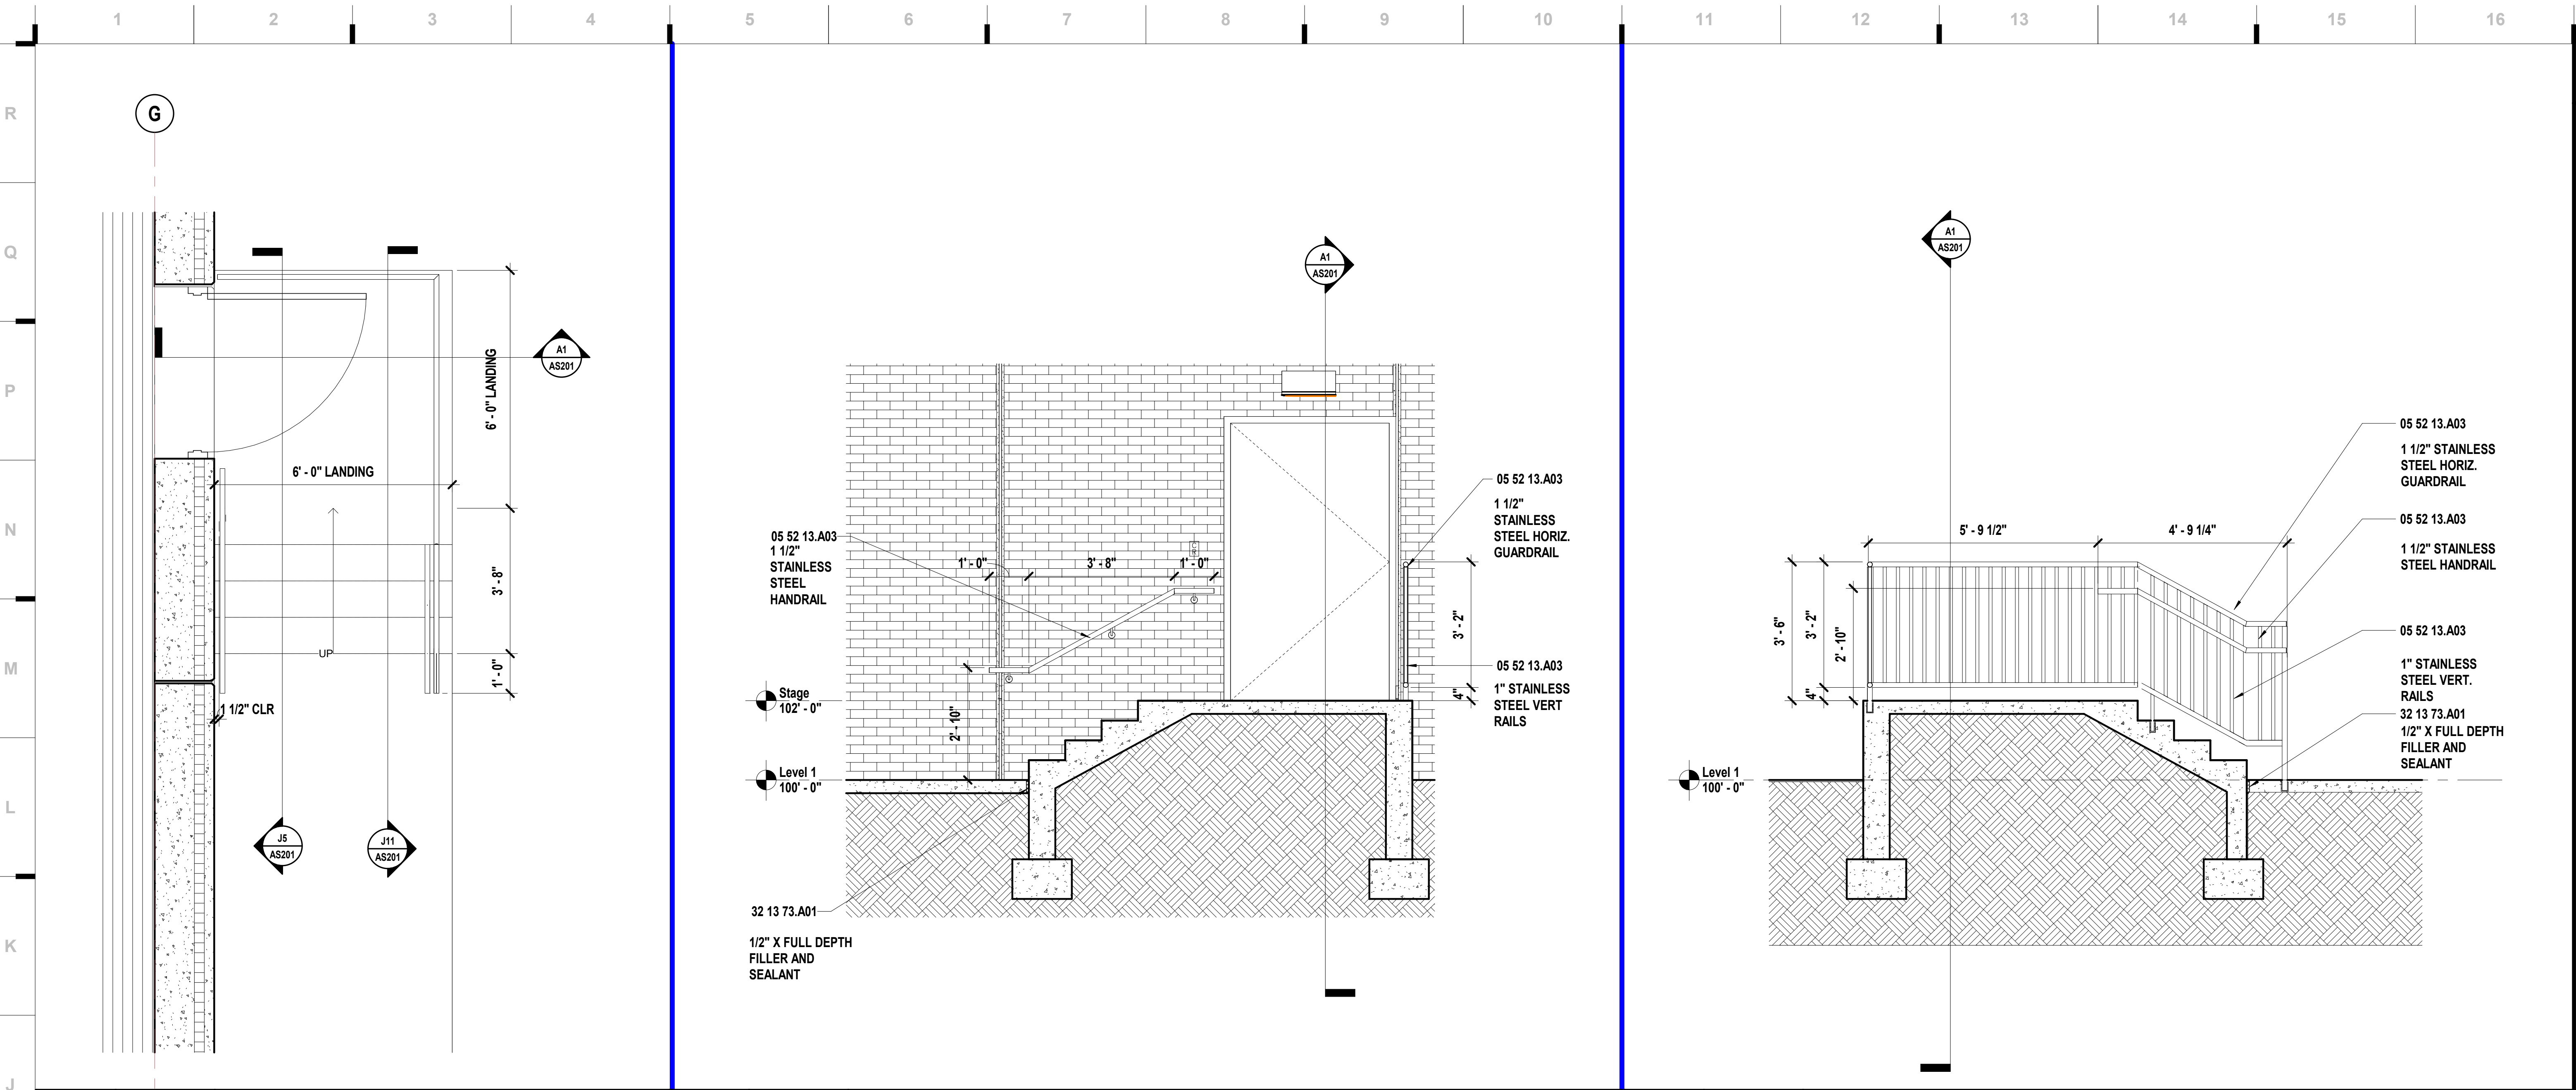 1 2 3 4 5 6 7 8 9 10 11 12 13 14 15 16
R
Q
P
N
M
L
K
J
G
A1
AS201
6' - 0" LANDING
6' - 0" LANDING
3' - 8"
1' - 0"
UP
1 1/2" CLR
J5
AS201
J11
AS201
A1
AS201
05 52 13.A03
1 1/2"
STAINLESS
STEEL
HANDRAIL
1' - 0"
3' - 8"
1' - 0"
2' - 10"
Stage
102' - 0"
Level 1
100' - 0"
05 52 13.A03
1 1/2"
STAINLESS
STEEL HORIZ.
GUARDRAIL
3' - 2"
4"
05 52 13.A03
1" STAINLESS
STEEL VERT
RAILS
32 13 73.A01
1/2" X FULL DEPTH
FILLER AND
SEALANT
A1
AS201
5' - 9 1/2"
4' - 9 1/4"
3' - 6"
3' - 2"
2' - 10"
4"
Level 1
100' - 0"
05 52 13.A03
1 1/2" STAINLESS
STEEL HORIZ.
GUARDRAIL
05 52 13.A03
1 1/2" STAINLESS
STEEL HANDRAIL
05 52 13.A03
1" STAINLESS
STEEL VERT.
RAILS
32 13 73.A01
1/2" X FULL DEPTH
FILLER AND
SEALANT